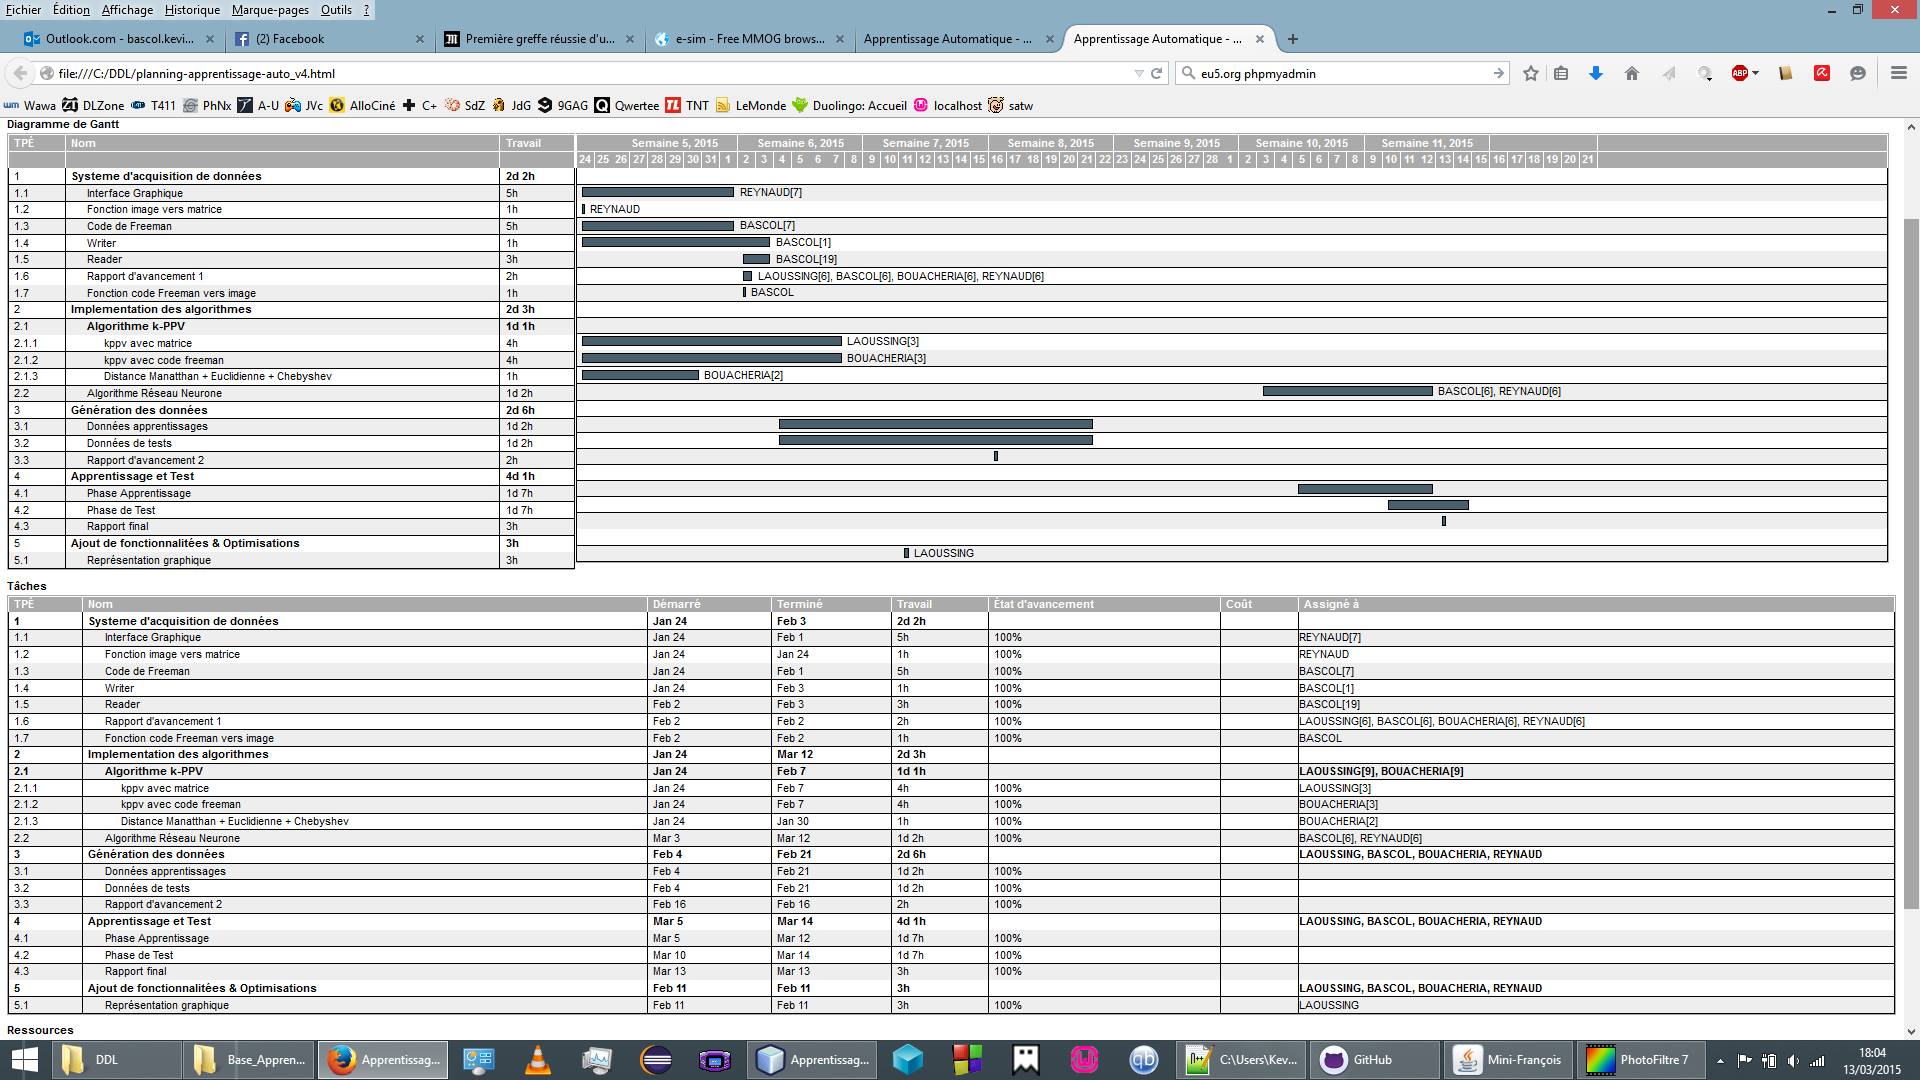 Fichier Édition Affichage Historique Marque-pages Outils ?
Outlook.com - bascol.kevi... (2) Facebook Première greffe réussie d'u... e-sim - Free MMOG brows... Apprentissage Automatique - ... Apprentissage Automatique - ...
file:///C:/DDL/planning-apprentissage-auto_v4.html eu5.org phpmyadmin ABP
Wawa DLZone T411 PhNx A-U JVc AlloCiné C+ SdZ JdG 9GAG Qwertee TNT LeMonde Duolingo: Accueil localhost satw
Diagramme de Gantt
TPÉ Nom Travail Semaine 5, 2015 Semaine 6, 2015 Semaine 7, 2015 Semaine 8, 2015 Semaine 9, 2015 Semaine 10, 2015 Semaine 11, 2015
24 25 26 27 28 29 30 31 1 2 3 4 5 6 7 8 9 10 11 12 13 14 15 16 17 18 19 20 21 22 23 24 25 26 27 28 1 2 3 4 5 6 7 8 9 10 11 12 13 14 15 16 17 18 19 20 21
1 Systeme d'acquisition de données 2d 2h
1.1 Interface Graphique 5h REYNAUD[7]
1.2 Fonction image vers matrice 1h REYNAUD
1.3 Code de Freeman 5h BASCOL[7]
1.4 Writer 1h BASCOL[1]
1.5 Reader 3h BASCOL[19]
1.6 Rapport d'avancement 1 2h LAOUSSING[6], BASCOL[6], BOUACHERIA[6], REYNAUD[6]
1.7 Fonction code Freeman vers image 1h BASCOL
2 Implementation des algorithmes 2d 3h
2.1 Algorithme k-PPV 1d 1h
2.1.1 kppv avec matrice 4h LAOUSSING[3]
2.1.2 kppv avec code freeman 4h BOUACHERIA[3]
2.1.3 Distance Manatthan + Euclidienne + Chebyshev 1h BOUACHERIA[2]
2.2 Algorithme Réseau Neurone 1d 2h BASCOL[6], REYNAUD[6]
3 Génération des données 2d 6h
3.1 Données apprentissages 1d 2h
3.2 Données de tests 1d 2h
3.3 Rapport d'avancement 2 2h
4 Apprentissage et Test 4d 1h
4.1 Phase Apprentissage 1d 7h
4.2 Phase de Test 1d 7h
4.3 Rapport final 3h
5 Ajout de fonctionnalitées & Optimisations 3h
5.1 Représentation graphique 3h LAOUSSING
Tâches
TPÉ Nom Démarré Terminé Travail État d'avancement Coût Assigné à
1 Systeme d'acquisition de données Jan 24 Feb 3 2d 2h
1.1 Interface Graphique Jan 24 Feb 1 5h 100% REYNAUD[7]
1.2 Fonction image vers matrice Jan 24 Jan 24 1h 100% REYNAUD
1.3 Code de Freeman Jan 24 Feb 1 5h 100% BASCOL[7]
1.4 Writer Jan 24 Feb 3 1h 100% BASCOL[1]
1.5 Reader Feb 2 Feb 3 3h 100% BASCOL[19]
1.6 Rapport d'avancement 1 Feb 2 Feb 2 2h 100% LAOUSSING[6], BASCOL[6], BOUACHERIA[6], REYNAUD[6]
1.7 Fonction code Freeman vers image Feb 2 Feb 2 1h 100% BASCOL
2 Implementation des algorithmes Jan 24 Mar 12 2d 3h
2.1 Algorithme k-PPV Jan 24 Feb 7 1d 1h LAOUSSING[9], BOUACHERIA[9]
2.1.1 kppv avec matrice Jan 24 Feb 7 4h 100% LAOUSSING[3]
2.1.2 kppv avec code freeman Jan 24 Feb 7 4h 100% BOUACHERIA[3]
2.1.3 Distance Manatthan + Euclidienne + Chebyshev Jan 24 Jan 30 1h 100% BOUACHERIA[2]
2.2 Algorithme Réseau Neurone Mar 3 Mar 12 1d 2h 100% BASCOL[6], REYNAUD[6]
3 Génération des données Feb 4 Feb 21 2d 6h LAOUSSING, BASCOL, BOUACHERIA, REYNAUD
3.1 Données apprentissages Feb 4 Feb 21 1d 2h 100%
3.2 Données de tests Feb 4 Feb 21 1d 2h 100%
3.3 Rapport d'avancement 2 Feb 16 Feb 16 2h 100%
4 Apprentissage et Test Mar 5 Mar 14 4d 1h LAOUSSING, BASCOL, BOUACHERIA, REYNAUD
4.1 Phase Apprentissage Mar 5 Mar 12 1d 7h 100%
4.2 Phase de Test Mar 10 Mar 14 1d 7h 100%
4.3 Rapport final Mar 13 Mar 13 3h 100%
5 Ajout de fonctionnalitées & Optimisations Feb 11 Feb 11 3h LAOUSSING, BASCOL, BOUACHERIA, REYNAUD
5.1 Représentation graphique Feb 11 Feb 11 3h 100% LAOUSSING
Ressources
DDL Base_Appren... Apprentissag... Apprentissag... qb C:\Users\Kev... GitHub Mini-François PhotoFiltre 7 18:04
13/03/2015